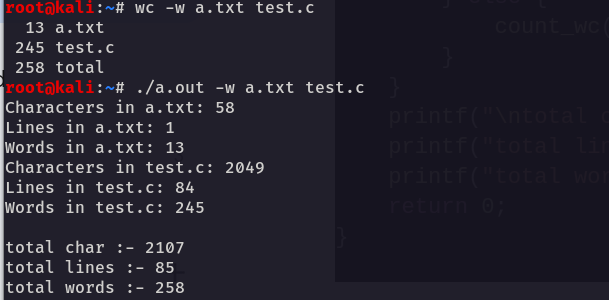 root@kali:~# wc -w a.txt test.c
13 a.txt
245 test.c
258 total
root@kali:~# ./a.out -w a.txt test.c
Characters in a.txt: 58
Lines in a.txt: 1
Words in a.txt: 13
Characters in test.c: 2049
Lines in test.c: 84
Words in test.c: 245
total char :- 2107
total lines :- 85
total words :- 258
} else {
count_wc(
}
}
printf("\ntotal
printf("total
printf("total
return 0;
}